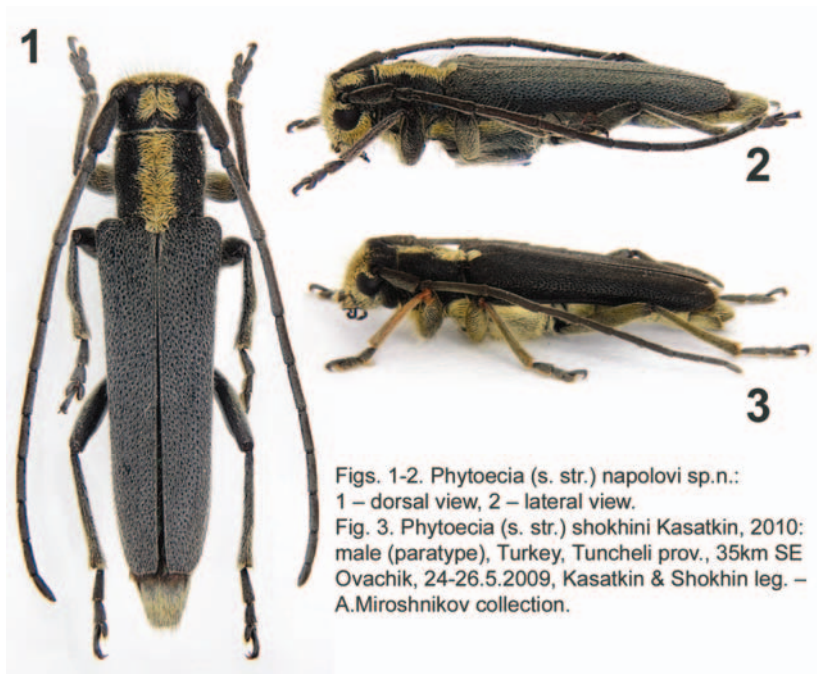 1
2
3
Figs. 1-2. Phytoecia (s. str.) napolovi sp.n.:
1 – dorsal view, 2 – lateral view.
Fig. 3. Phytoecia (s. str.) shokhini Kasatkin, 2010:
male (paratype), Turkey, Tuncheli prov., 35km SE
Ovachik, 24-26.5.2009, Kasatkin & Shokhin leg. –
A.Miroshnikov collection.